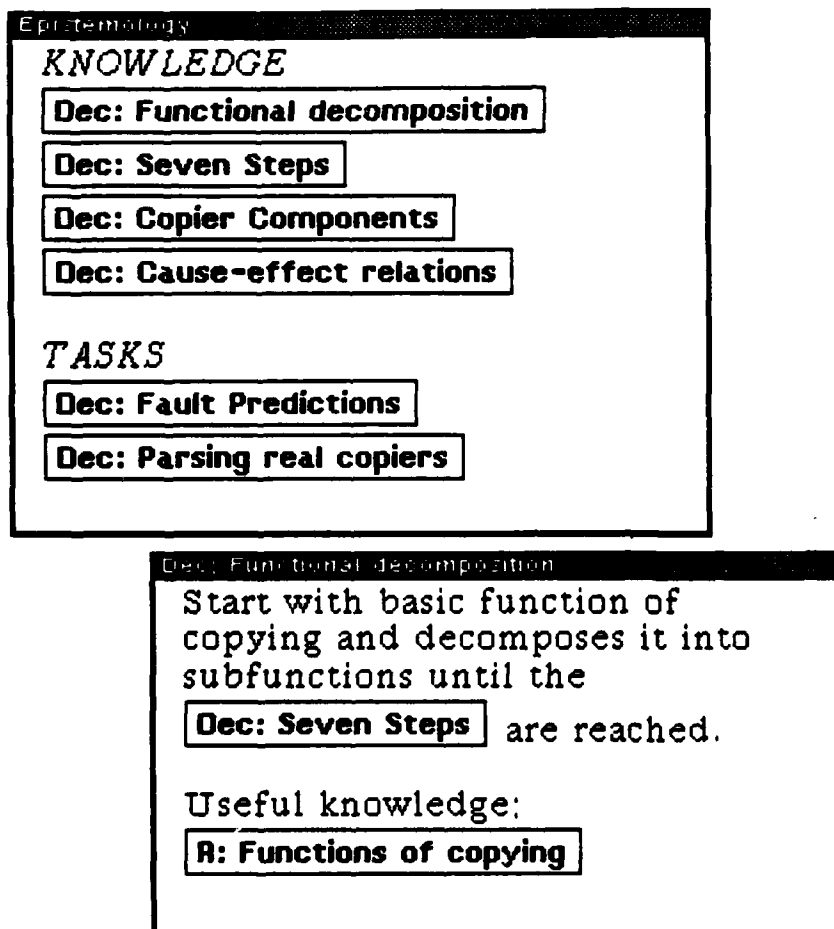 Epistemology
KNOWLEDGE
Dec: Functional decomposition
Dec: Seven Steps
Dec: Copier Components
Dec: Cause-effect relations
TASKS
Dec: Fault Predictions
Dec: Parsing real copiers
Dec: Functional decomposition
Start with basic function of
copying and decomposes it into
subfunctions until the
Dec: Seven Steps are reached.
Useful knowledge:
A: Functions of copying